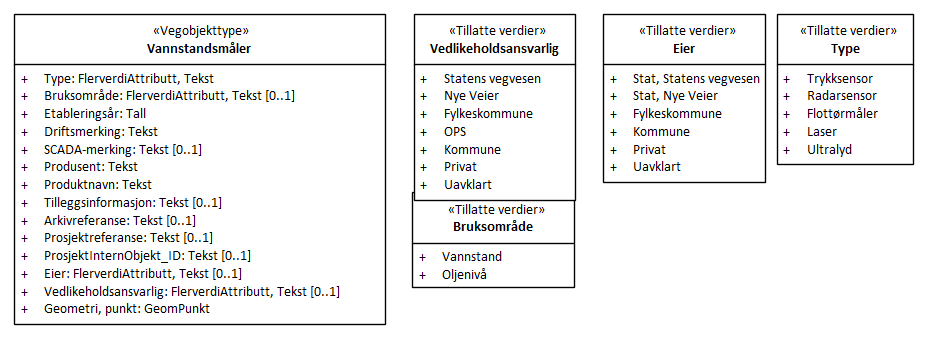 «Vegobjekttype»
Vannstandsmåler
+ Type: FlerverdiAttributt, Tekst
+ Bruksområde: FlerverdiAttributt, Tekst [0..1]
+ Etableringsår: Tall
+ Driftsmerking: Tekst
+ SCADA-merking: Tekst [0..1]
+ Produsent: Tekst
+ Produktnavn: Tekst
+ Tilleggsinformasjon: Tekst [0..1]
+ Arkivreferanse: Tekst [0..1]
+ Prosjektreferanse: Tekst [0..1]
+ ProsjektInternObjekt_ID: Tekst [0..1]
+ Eier: FlerverdiAttributt, Tekst [0..1]
+ Vedlikeholdsansvarlig: FlerverdiAttributt, Tekst [0..1]
+ Geometri, punkt: GeomPunkt
«Tillatte verdier»
Vedlikeholdsansvarlig
+ Statens vegvesen
+ Nye Veier
+ Fylkeskommune
+ OPS
+ Kommune
+ Privat
+ Uavklart
«Tillatte verdier»
Bruksområde
+ Vannstand
+ Oljenivå
«Tillatte verdier»
Eier
+ Stat, Statens vegvesen
+ Stat, Nye Veier
+ Fylkeskommune
+ Kommune
+ Privat
+ Uavklart
«Tillatte verdier»
Type
+ Trykksensor
+ Radarsensor
+ Flottørmåler
+ Laser
+ Ultralyd